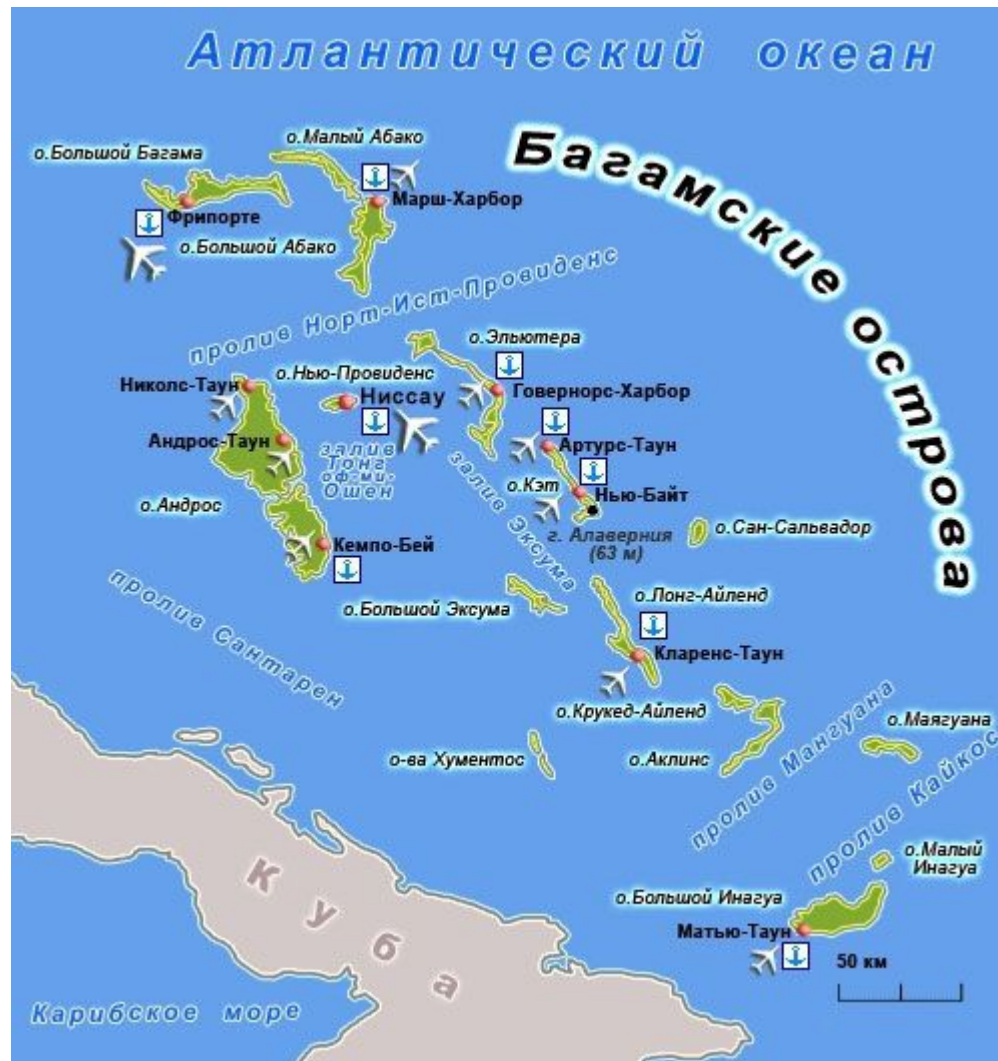 Атлантический океан
Багамские острова
о.Малый Абако
о.Большой Багама
Марш-Харбор
Фрипорте
о.Большой Абако
пролив Норт-Ист-Провиденс
о.Эльютера
о.Нью-Провиденс
Николс-Таун
Ниссау
Говернорс-Харбор
Андрос-Таун
залив
Тонг
оф-ми-
Ошен
Артурс-Таун
залив Эксума
о.Кэт
Нью-Байт
о.Андрос
г. Алаверния
(63 м)
о.Сан-Сальвадор
Кемпо-Бей
пролив Сантарен
о.Большой Эксума
о.Лонг-Айленд
Кларенс-Таун
о.Крукед-Айленд
о.Маягуана
о-ва Хументос
о.Аклинс
пролив Мангуана
пролив Кайкос
о.Малый
Инагуа
Куба
о.Большой Инагуа
Матью-Таун
50 км
Карибское море